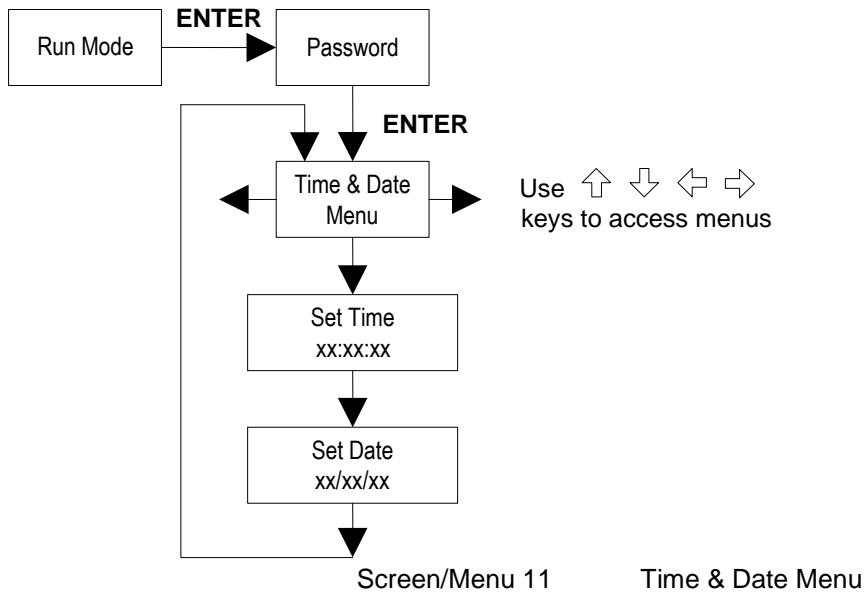 ENTER
Run Mode
Password
ENTER
Time & Date
Menu
Use
keys to access menus
Set Time
xx:xx:xx
Set Date
xx/xx/xx
Screen/Menu 11 Time & Date Menu